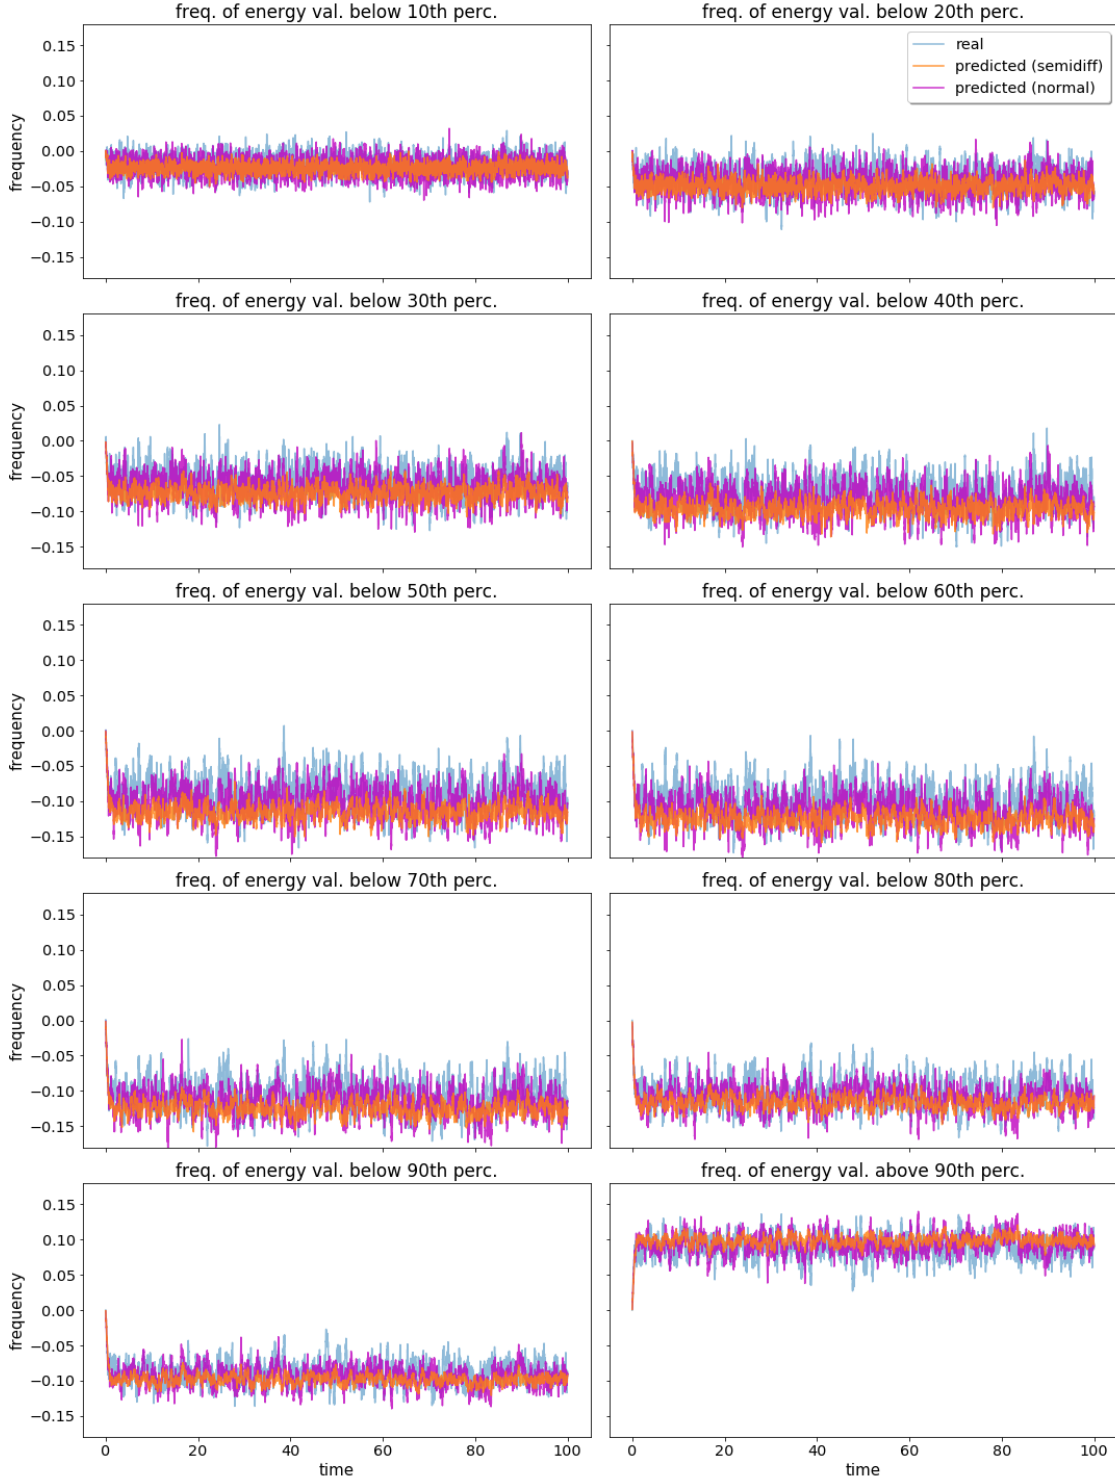 freq. of energy val. below 10th perc.
freq. of energy val. below 20th perc.
0.15
0.10
0.05
0.00
−0.05
−0.10
−0.15
frequency
real
predicted (semidiff)
predicted (normal)
freq. of energy val. below 30th perc.
freq. of energy val. below 40th perc.
0.15
0.10
0.05
0.00
−0.05
−0.10
−0.15
frequency
freq. of energy val. below 50th perc.
freq. of energy val. below 60th perc.
0.15
0.10
0.05
0.00
−0.05
−0.10
−0.15
frequency
freq. of energy val. below 70th perc.
freq. of energy val. below 80th perc.
0.15
0.10
0.05
0.00
−0.05
−0.10
−0.15
frequency
freq. of energy val. below 90th perc.
freq. of energy val. above 90th perc.
0.15
0.10
0.05
0.00
−0.05
−0.10
−0.15
frequency
0 20 40 60 80 100
time
0 20 40 60 80 100
time